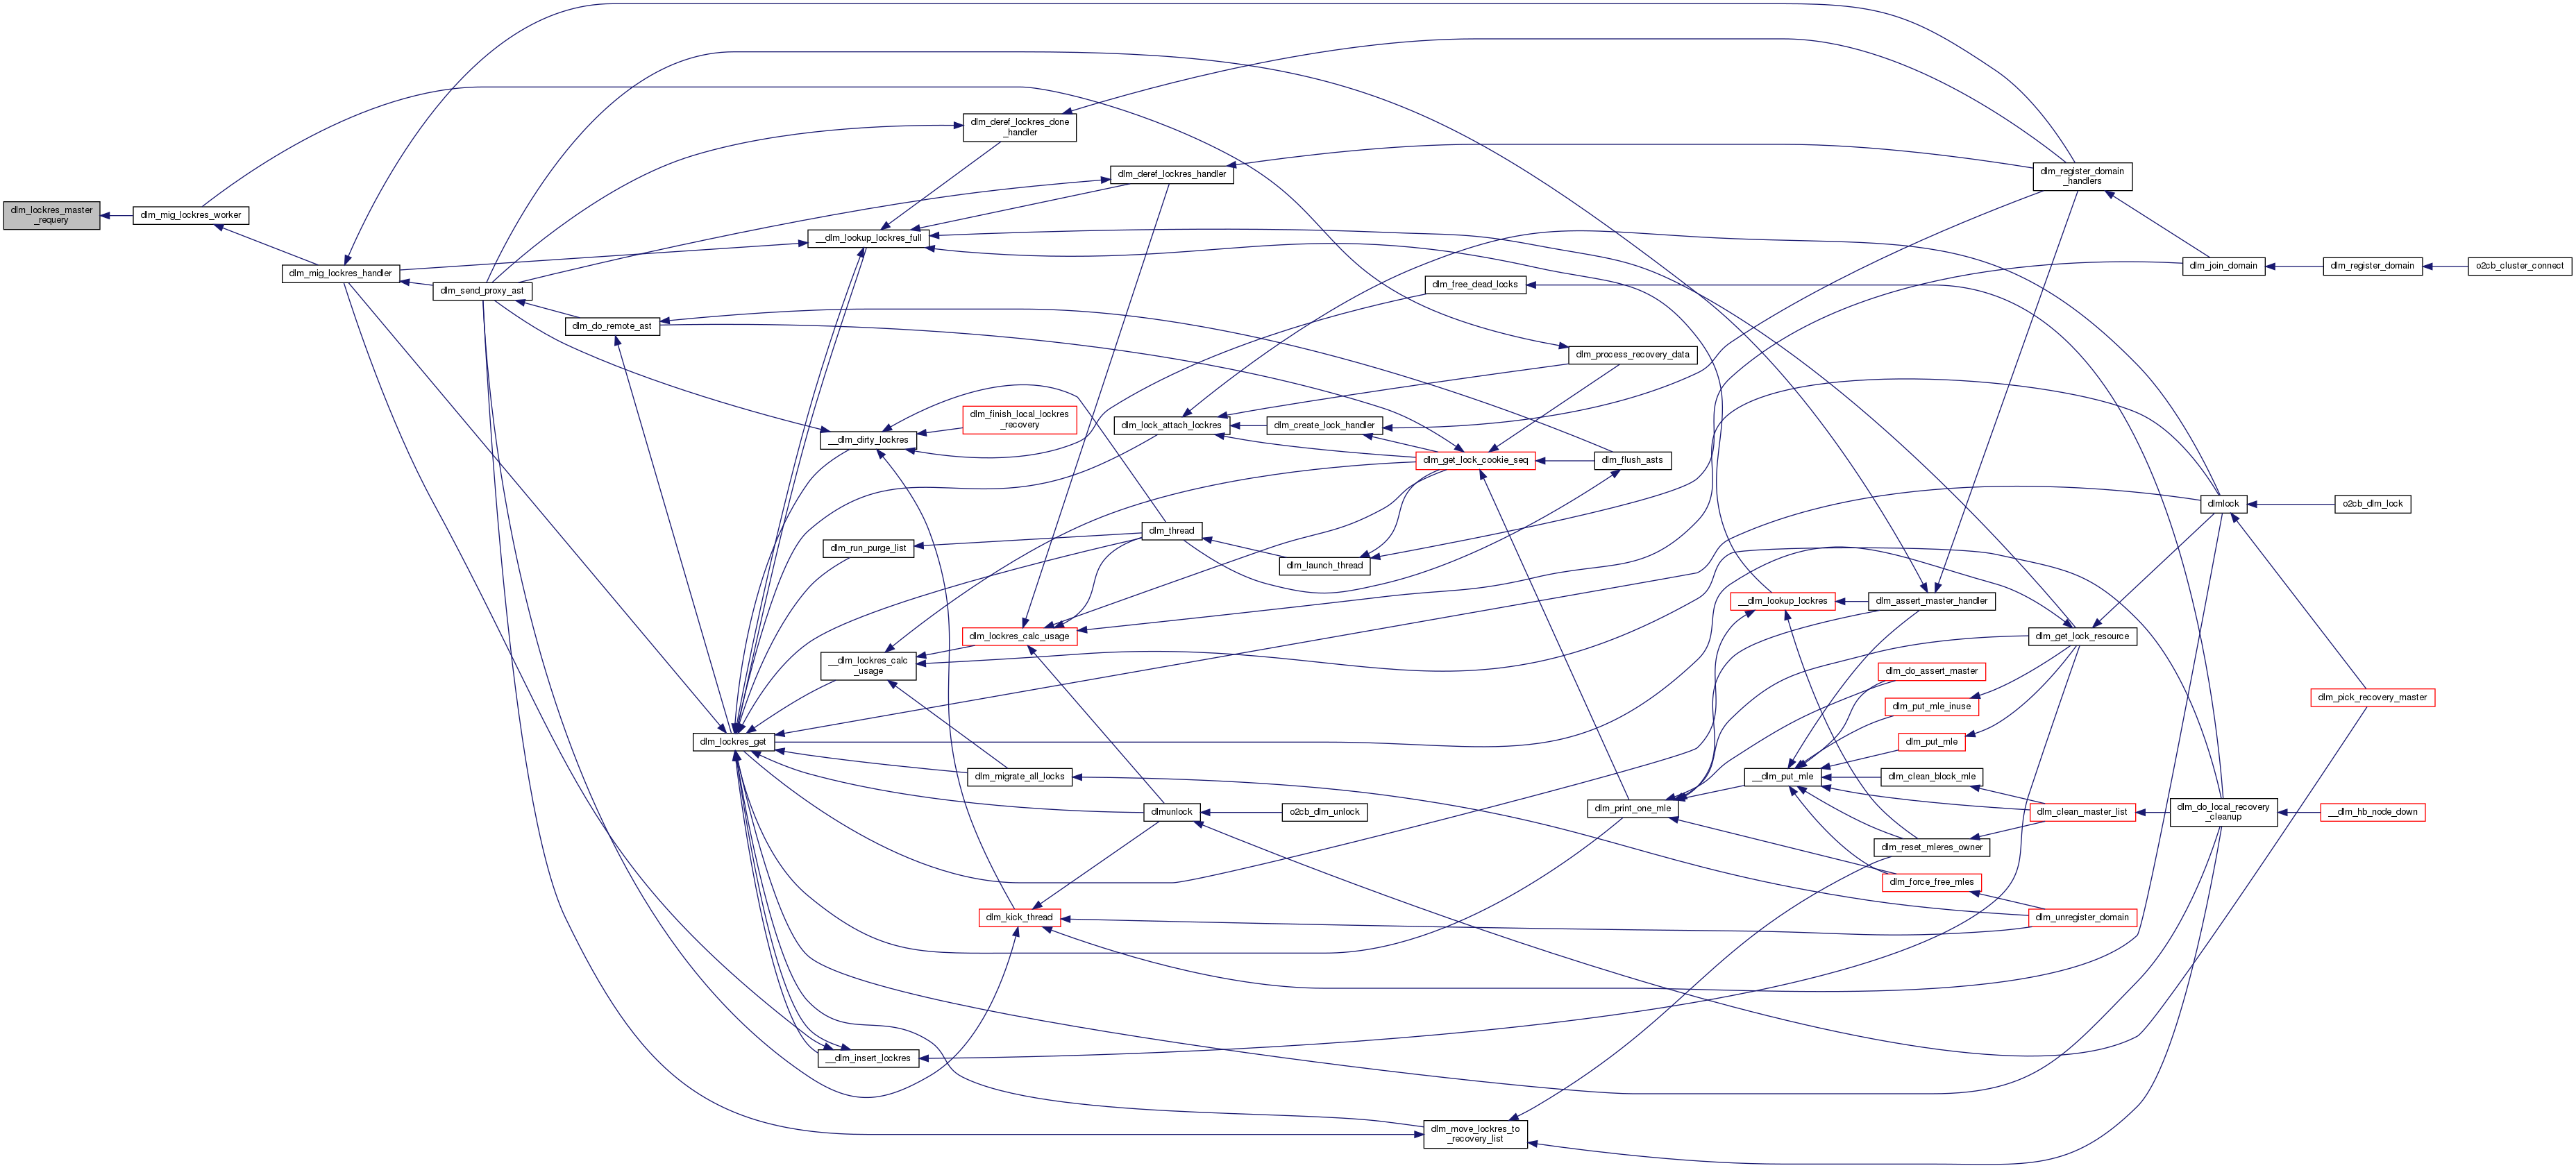 dlm_lockres_master
_requery
dlm_mig_lockres_worker
dlm_mig_lockres_handler
dlm_send_proxy_ast
dlm_do_remote_ast
dlm_lockres_get
__dlm_lookup_lockres_full
__dlm_dirty_lockres
dlm_run_purge_list
__dlm_lockres_calc
_usage
__dlm_insert_lockres
dlm_deref_lockres_done
_handler
dlm_finish_local_lockres
_recovery
dlm_lockres_calc_usage
dlm_migrate_all_locks
dlm_kick_thread
dlm_deref_lockres_handler
dlm_lock_attach_lockres
dlm_thread
dlmunlock
dlm_create_lock_handler
dlm_launch_thread
o2cb_dlm_unlock
dlm_free_dead_locks
dlm_get_lock_cookie_seq
dlm_move_lockres_to
_recovery_list
dlm_process_recovery_data
dlm_flush_asts
dlm_print_one_mle
__dlm_lookup_lockres
__dlm_put_mle
dlm_assert_master_handler
dlm_do_assert_master
dlm_put_mle_inuse
dlm_put_mle
dlm_clean_block_mle
dlm_reset_mleres_owner
dlm_force_free_mles
dlm_register_domain
_handlers
dlm_get_lock_resource
dlm_clean_master_list
dlm_unregister_domain
dlm_join_domain
dlmlock
dlm_do_local_recovery
_cleanup
dlm_register_domain
o2cb_dlm_lock
dlm_pick_recovery_master
__dlm_hb_node_down
o2cb_cluster_connect